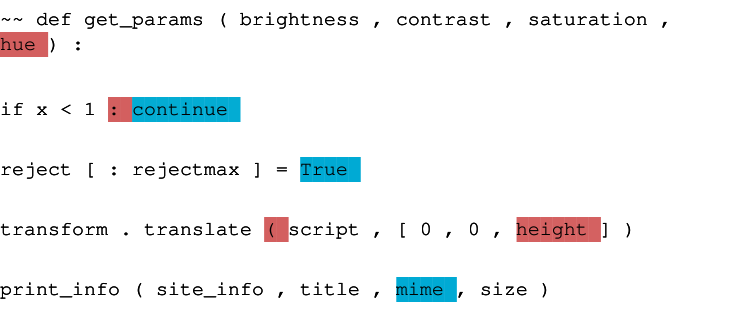 ~~ def get_params ( brightness , contrast , saturation ,
hue ) :
if x < 1 : continue
reject [ : rejectmax ] = True
transform . translate ( script , [ 0 , 0 , height ] )
print_info ( site_info , title , mime , size )